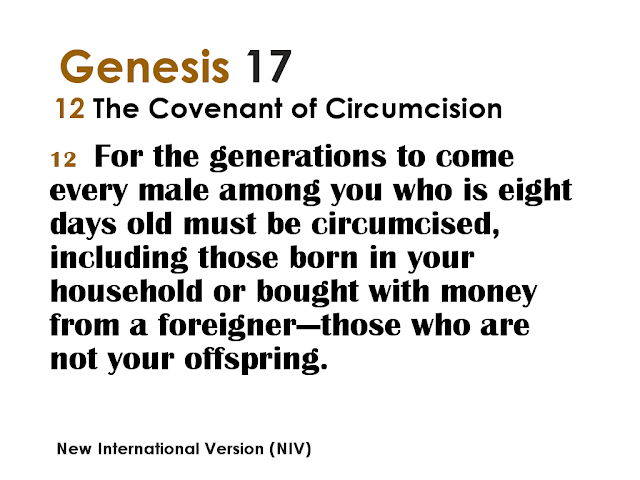 Genesis 17
12 The Covenant of Circumcision
12 For the generations to come
every male among you who is eight
days old must be circumcised,
including those born in your
household or bought with money
from a foreigner—those who are
not your offspring.
New International Version (NIV)